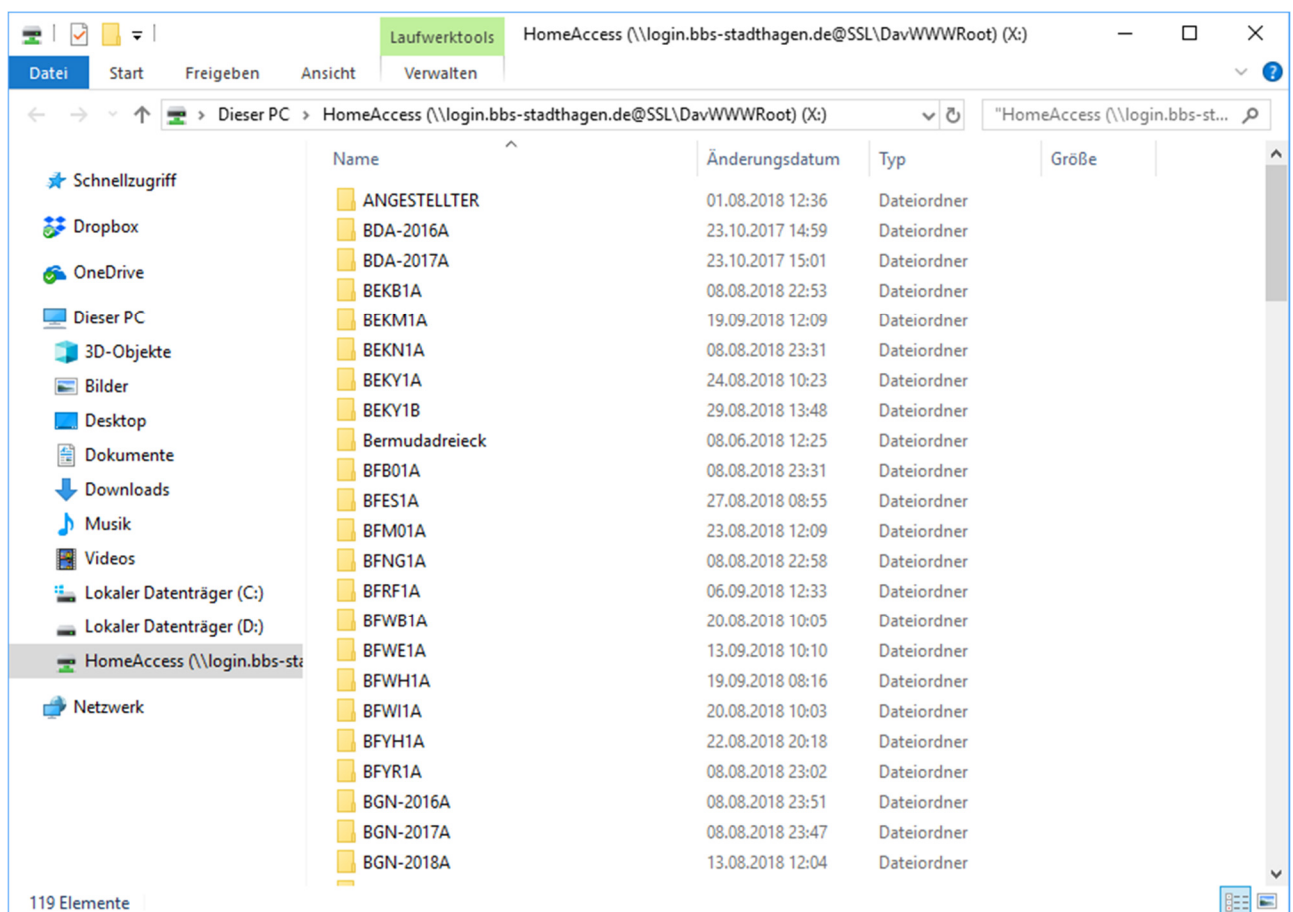 Laufwerktools HomeAccess (\\login.bbs-stadthagen.de@SSL\DavWWWRoot) (X:)
Datei Start Freigeben Ansicht Verwalten
Dieser PC HomeAccess (\\login.bbs-stadthagen.de@SSL\DavWWWRoot) (X:) "HomeAccess (\\login.bbs-st...
Schnellzugriff
Dropbox
OneDrive
Dieser PC
3D-Objekte
Bilder
Desktop
Dokumente
Downloads
Musik
Videos
Lokaler Datenträger (C:)
Lokaler Datenträger (D:)
HomeAccess (\\login.bbs-sta
Netzwerk
Name Änderungsdatum Typ Größe
ANGESTELLTER 01.08.2018 12:36 Dateiordner
BDA-2016A 23.10.2017 14:59 Dateiordner
BDA-2017A 23.10.2017 15:01 Dateiordner
BEKB1A 08.08.2018 22:53 Dateiordner
BEKM1A 19.09.2018 12:09 Dateiordner
BEKN1A 08.08.2018 23:31 Dateiordner
BEKY1A 24.08.2018 10:23 Dateiordner
BEKY1B 29.08.2018 13:48 Dateiordner
Bermudadreieck 08.06.2018 12:25 Dateiordner
BFB01A 08.08.2018 23:31 Dateiordner
BFES1A 27.08.2018 08:55 Dateiordner
BFM01A 23.08.2018 12:09 Dateiordner
BFNG1A 08.08.2018 22:58 Dateiordner
BFRF1A 06.09.2018 12:33 Dateiordner
BFWB1A 20.08.2018 10:05 Dateiordner
BFWE1A 13.09.2018 10:10 Dateiordner
BFWH1A 19.09.2018 08:16 Dateiordner
BFWI1A 20.08.2018 10:03 Dateiordner
BFYH1A 22.08.2018 20:18 Dateiordner
BFYR1A 08.08.2018 23:02 Dateiordner
BGN-2016A 08.08.2018 23:51 Dateiordner
BGN-2017A 08.08.2018 23:47 Dateiordner
BGN-2018A 13.08.2018 12:04 Dateiordner
119 Elemente